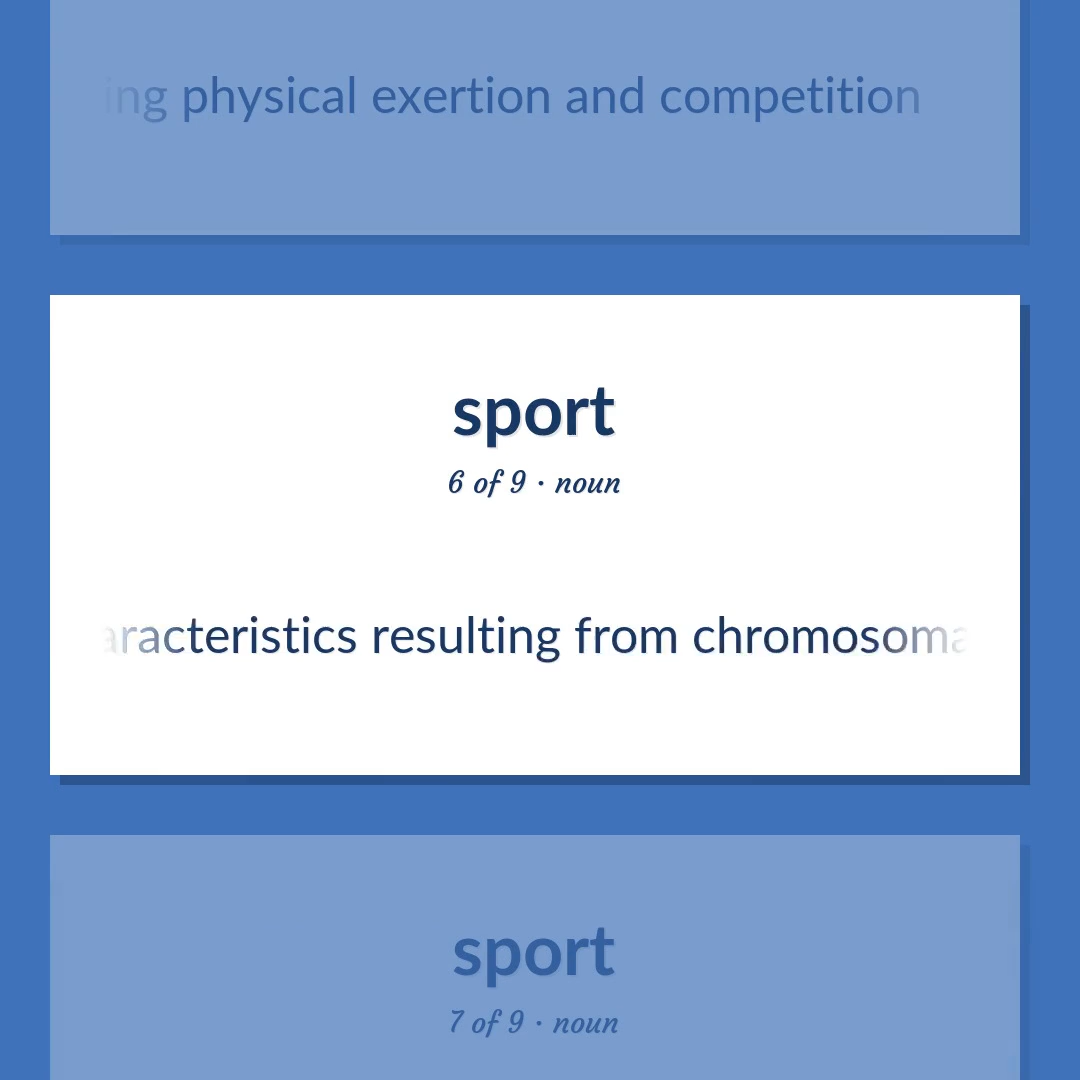 ing physical exertion and competition
sport
6 of 9 · noun
aracteristics resulting from chromosoma
sport
7 of 9 · noun